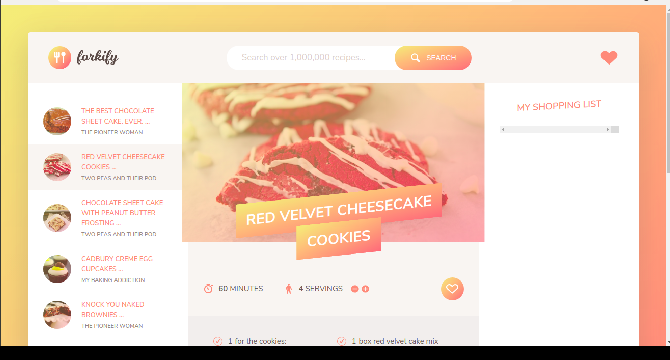 forkify
Search over 1,000,000 recipes...
SEARCH
THE BEST CHOCOLATE
SHEET CAKE. EVER! ...
THE PIONEER WOMAN
RED VELVET CHEESECAKE
COOKIES ...
TWO PEAS AND THEIR POD
CHOCOLATE SHEET CAKE
WITH PEANUT BUTTER
FROSTING ...
TWO PEAS AND THEIR POD
CADBURY CREME EGG
CUPCAKES ...
MY BAKING ADDICTION
KNOCK YOU NAKED
BROWNIES ...
THE PIONEER WOMAN
RED VELVET CHEESECAKE
COOKIES
60 MINUTES
4 SERVINGS
1 for the cookies:
1 box red velvet cake mix
MY SHOPPING LIST